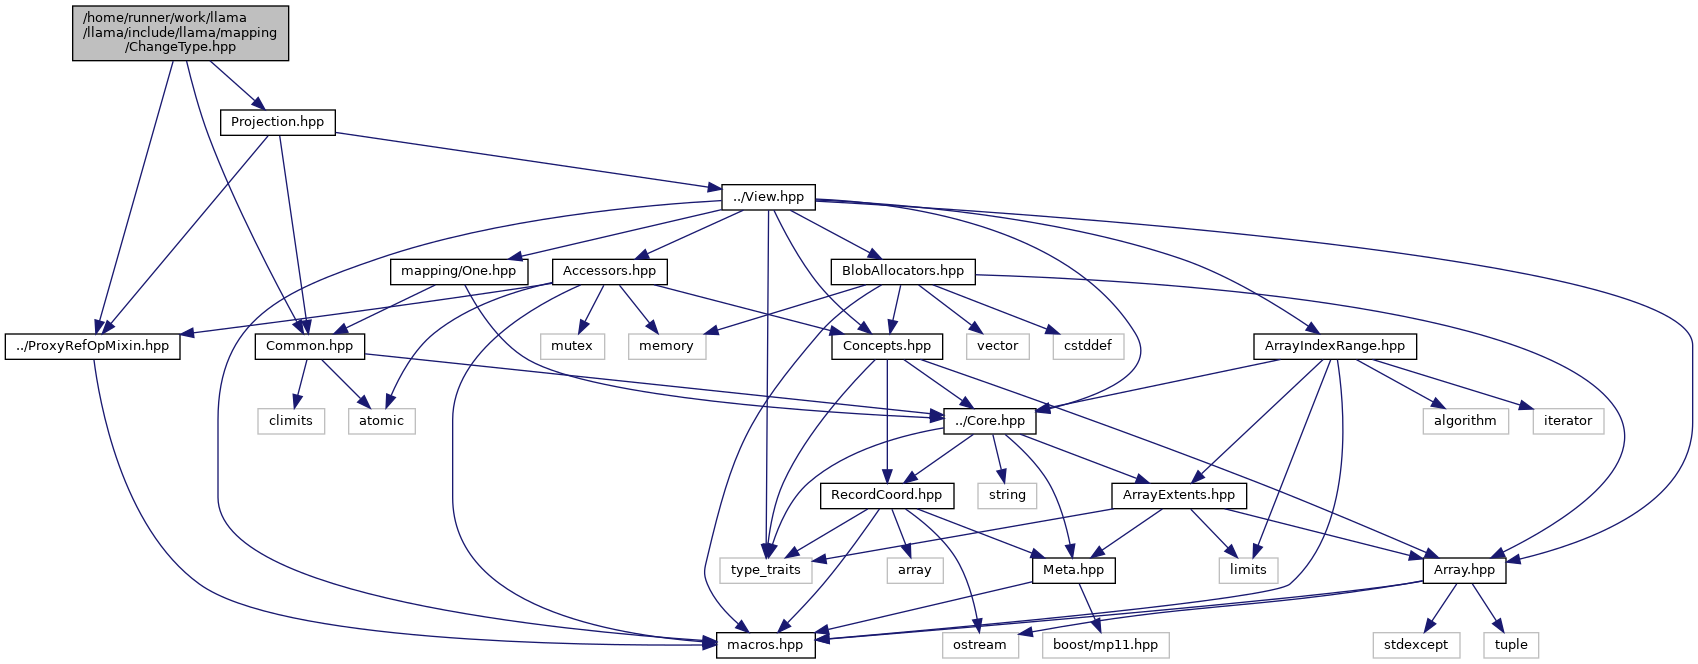 /home/runner/work/llama
/llama/include/llama/mapping
/ChangeType.hpp
Projection.hpp
../View.hpp
mapping/One.hpp
Accessors.hpp
BlobAllocators.hpp
../ProxyRefOpMixin.hpp
Common.hpp
mutex
memory
Concepts.hpp
vector
cstddef
ArrayIndexRange.hpp
climits
atomic
../Core.hpp
algorithm
iterator
RecordCoord.hpp
string
ArrayExtents.hpp
type_traits
array
Meta.hpp
limits
Array.hpp
macros.hpp
ostream
boost/mp11.hpp
stdexcept
tuple